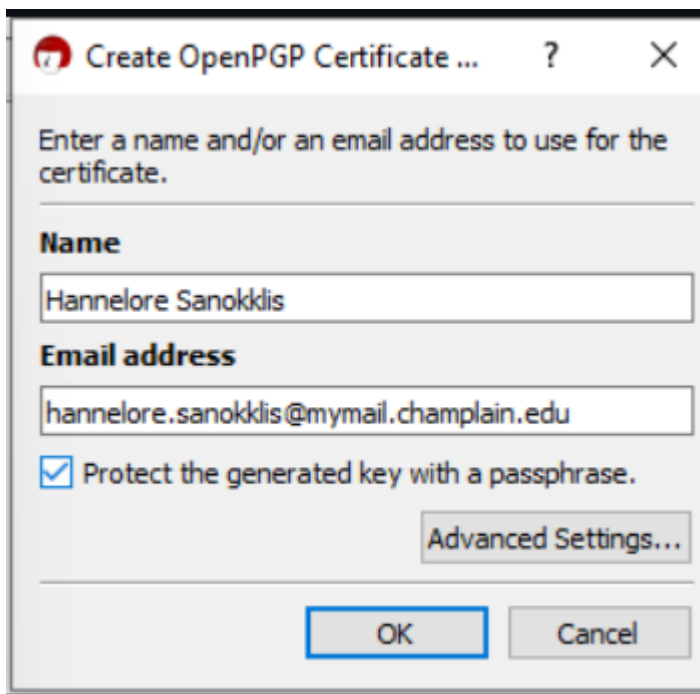 Create OpenPGP Certificate ...
Enter a name and/or an email address to use for the
certificate.
Name
Hannelore Sanokklis
Email address
hannelore.sanokklis@mymail.champlain.edu
Protect the generated key with a passphrase.
Advanced Settings...
OK Cancel